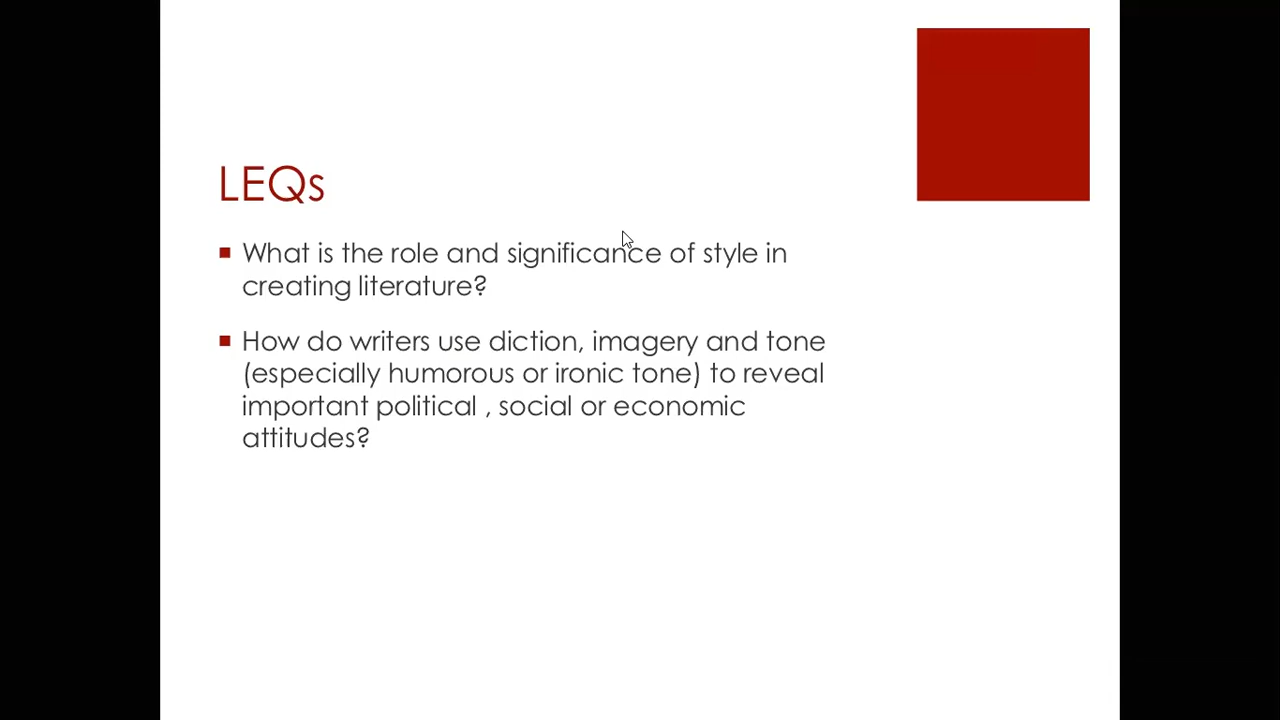 LEQs
What is the role and significance of style in
creating literature?
How do writers use diction, imagery and tone
(especially humorous or ironic tone) to reveal
important political , social or economic
attitudes?